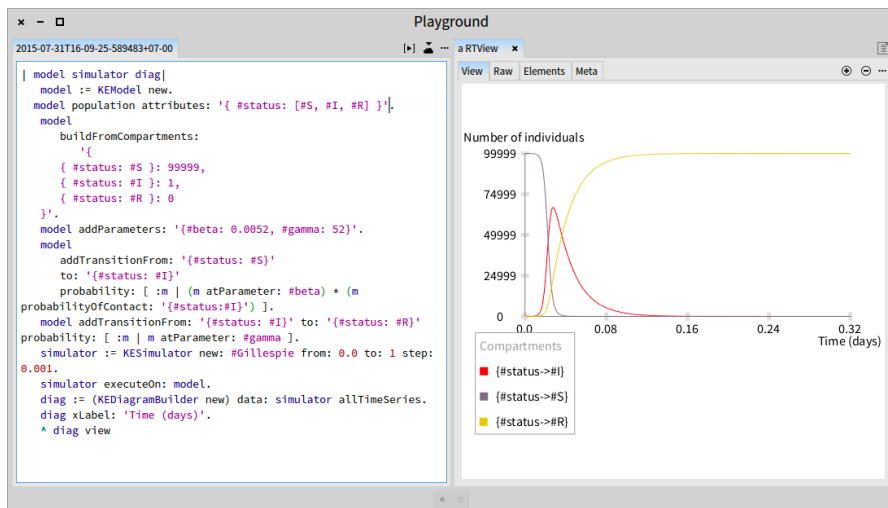 Playground
2015-07-31T16-09-25-589483+07-00
a RTView
| model simulator diag|
model := KEModel new.
model population attributes: '{ #status: [#S, #I, #R] }'.
model
buildFromCompartments:
'{
{ #status: #S }: 99999,
{ #status: #I }: 1,
{ #status: #R }: 0
}'.
model addParameters: '{#beta: 0.0052, #gamma: 52}'.
model
addTransitionFrom: '{#status: #S}'
to: '{#status: #I}'
probability: [ :m | (m atParameter: #beta) * (m
probabilityOfContact: '{#status:#I}') ].
model addTransitionFrom: '{#status: #I}' to: '{#status: #R}'
probability: [ :m | m atParameter: #gamma ].
simulator := KESimulator new: #Gillespie from: 0.0 to: 1 step:
0.001.
simulator executeOn: model.
diag := (KEDiagramBuilder new) data: simulator allTimeSeries.
diag xLabel: 'Time (days)'.
^ diag view
View Raw Elements Meta
Number of individuals
99999
74999
49999
24999
0
0.0 0.08 0.16 0.24 0.32
Time (days)
Compartments
{#status->#I}
{#status->#S}
{#status->#R}